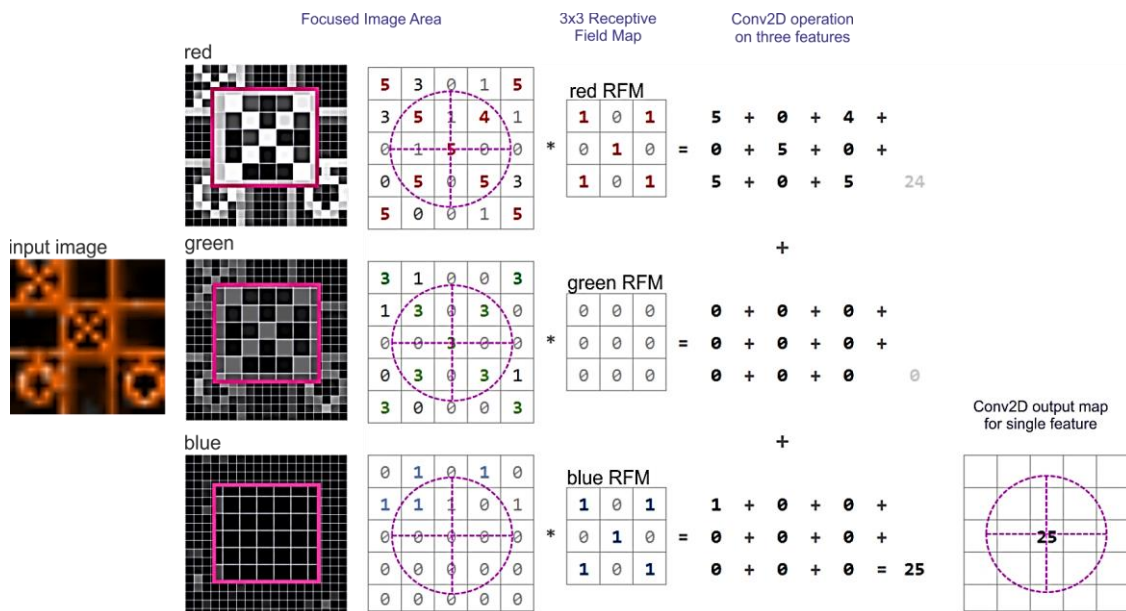 Focused Image Area
3x3 Receptive
Field Map
Conv2D operation
on three features
red
5 3 0 1 5
3 5 1 4 1
0 1 5 0 0
0 5 0 5 3
5 0 0 1 5
*
red RFM
1 0 1
0 1 0
1 0 1
=
5 + 0 + 4 +
0 + 5 + 0 +
5 + 0 + 5 24
+
input image
green
3 1 0 0 3
1 3 0 3 0
0 0 3 0 0
0 3 0 3 1
3 0 0 0 3
*
green RFM
0 0 0
0 0 0
0 0 0
=
0 + 0 + 0 +
0 + 0 + 0 +
0 + 0 + 0 0
+
blue
0 1 0 1 0
1 1 1 0 1
0 0 0 0 0
0 0 0 0 0
0 0 0 0 0
*
blue RFM
1 0 1
0 1 0
1 0 1
=
1 + 0 + 0 +
0 + 0 + 0 +
0 + 0 + 0 = 25
Conv2D output map
for single feature
25